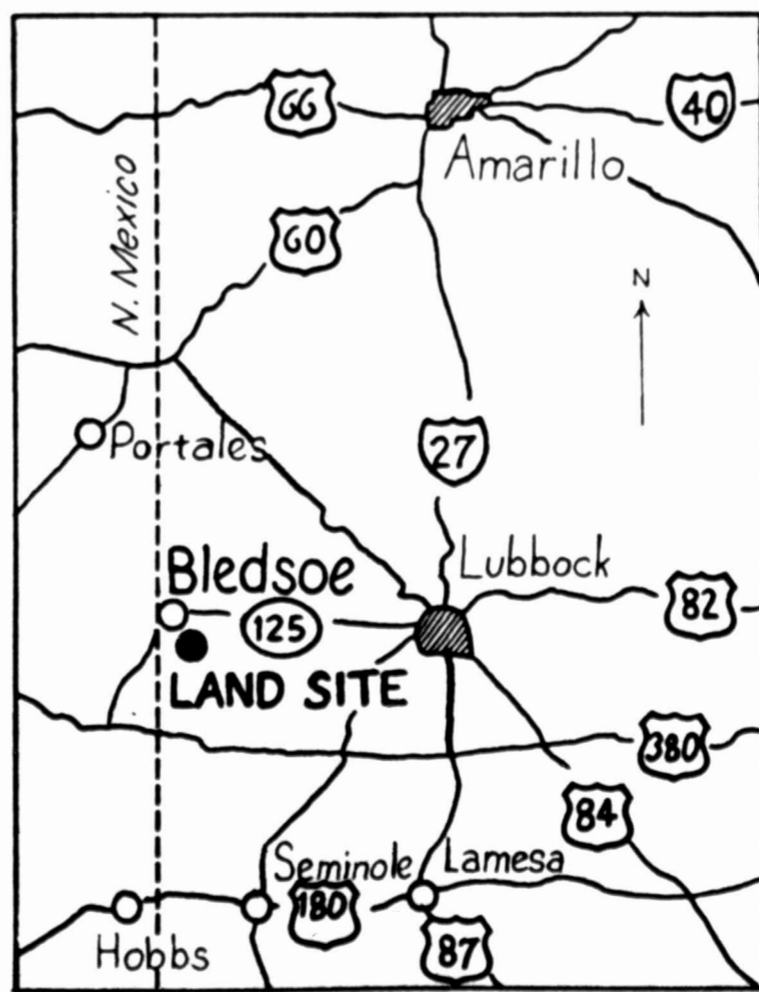 66
40
Amarillo
N. Mexico
60
N
Portales
27
Bledsoe
Lubbock
125
82
LAND SITE
380
84
Seminole
Lamesa
180
Hobbs
87